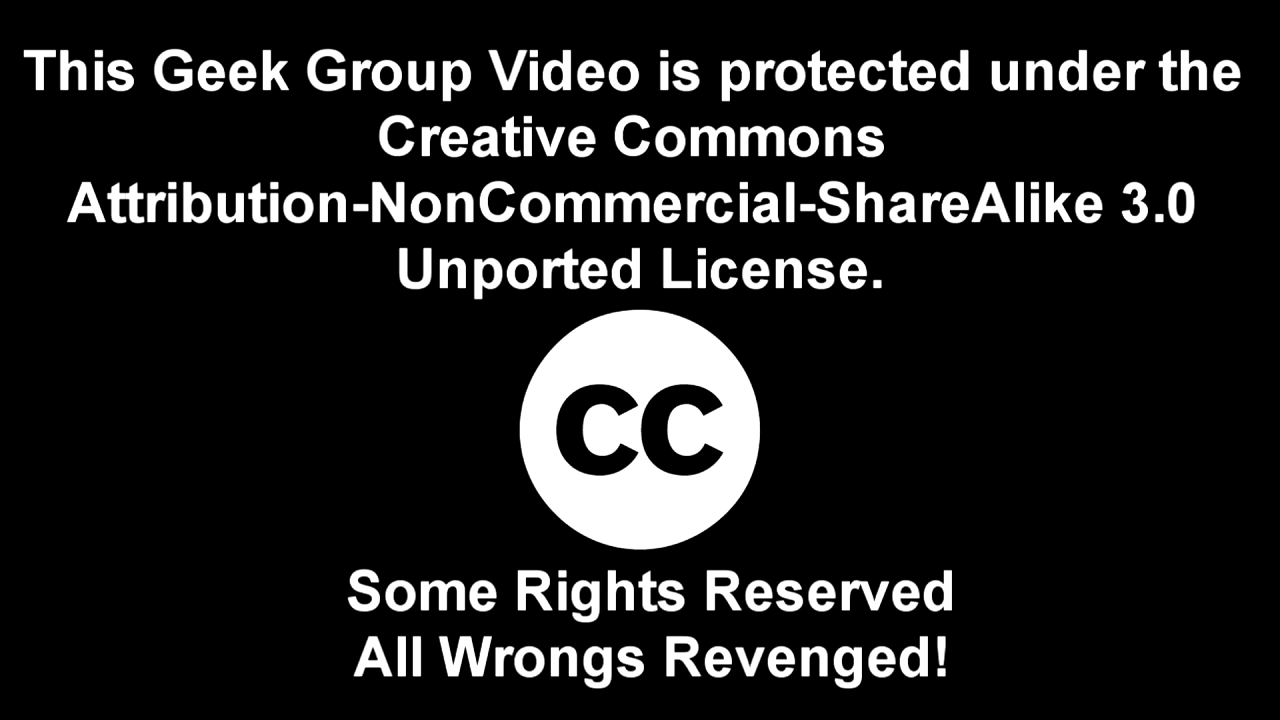 This Geek Group Video is protected under the
Creative Commons
Attribution-NonCommercial-ShareAlike 3.0
Unported License.
cc
Some Rights Reserved
All Wrongs Revenged!